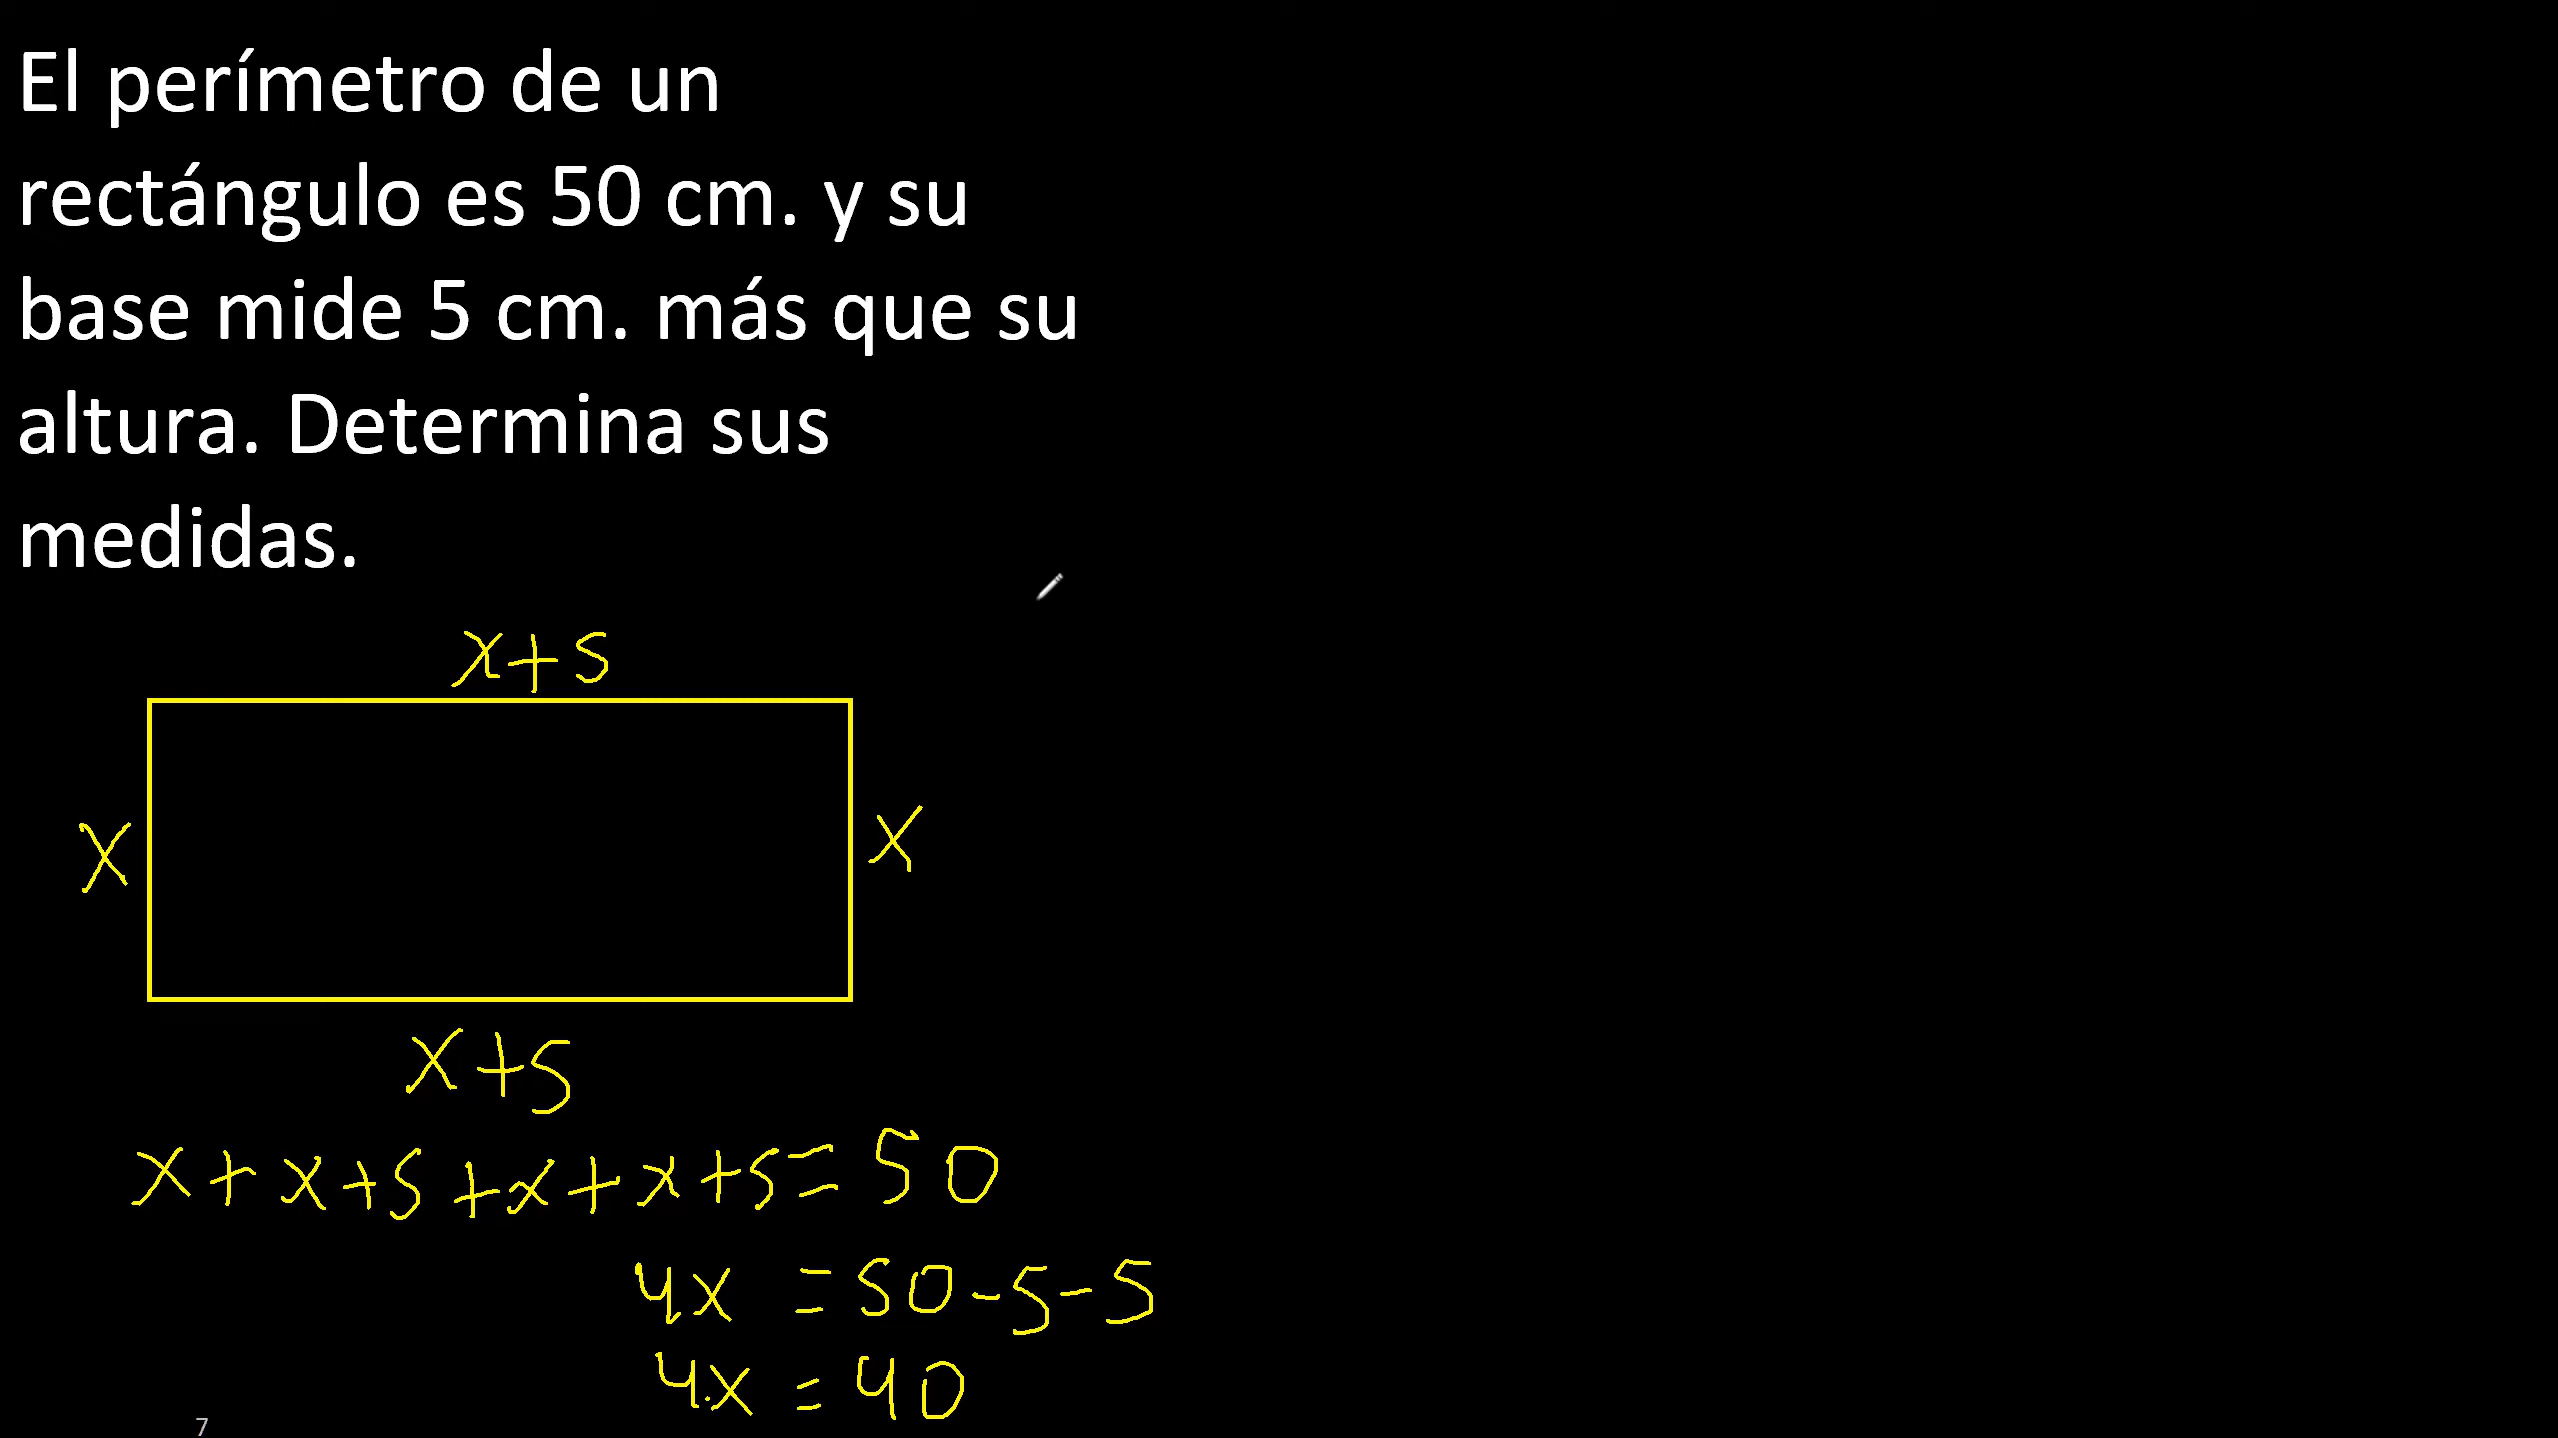 El perímetro de un
rectángulo es 50 cm. y su
base mide 5 cm. más que su
altura. Determina sus
medidas.
x+5
x
x
x+5
x+x+5+x+x+5=50
4x =50-5-5
4x = 40
7